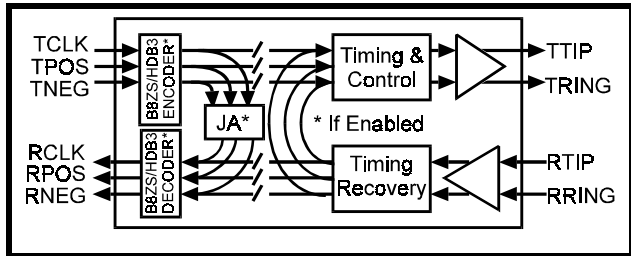 TCLK
TPOS
TNEG
B8ZS/HDB3
ENCODER*
Timing &
Control
TTIP
TRING
JA*
* If Enabled
RCLK
RPOS
RNEG
B8ZS/HDB3
DECODER*
Timing
Recovery
RTIP
RRING